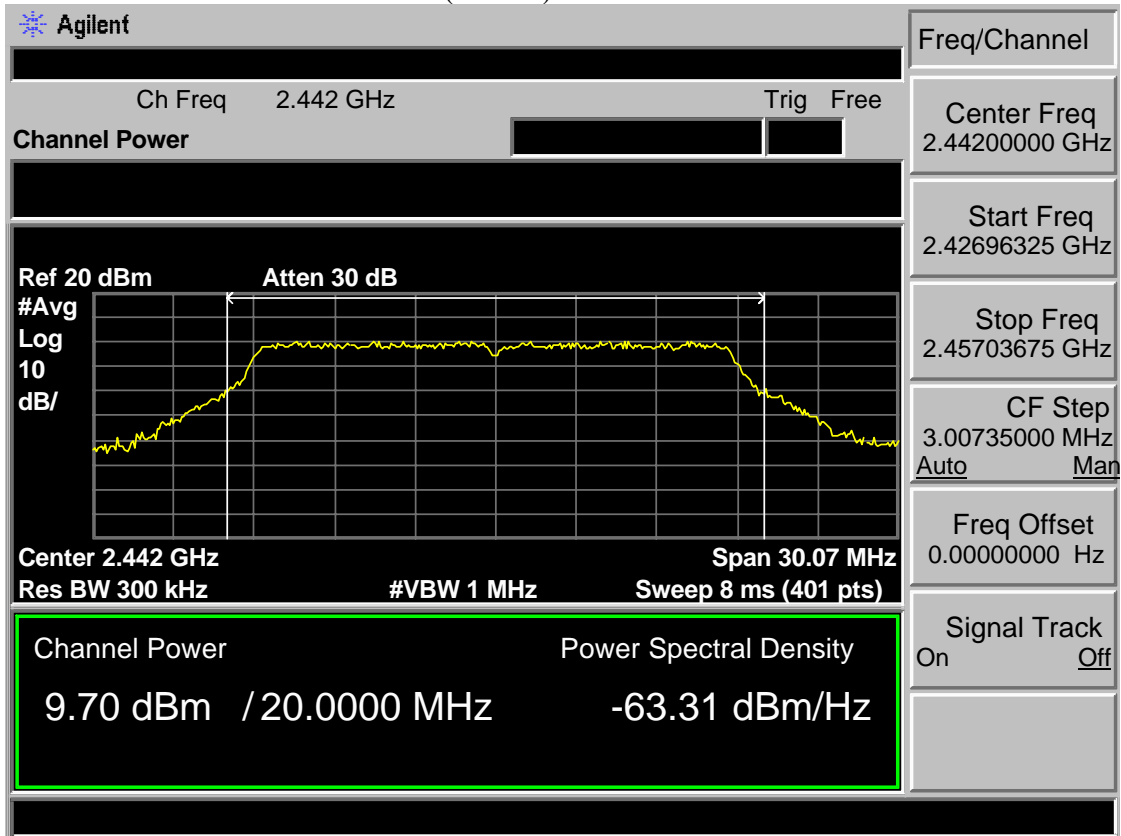 Agilent
Freq/Channel
Ch Freq 2.442 GHz Trig Free
Channel Power
Center Freq
2.44200000 GHz
Start Freq
2.42696325 GHz
Ref 20 dBm Atten 30 dB
#Avg
Log
10
dB/
Stop Freq
2.45703675 GHz
CF Step
3.00735000 MHz
Auto Man
Center 2.442 GHz Span 30.07 MHz
Res BW 300 kHz #VBW 1 MHz Sweep 8 ms (401 pts)
Freq Offset
0.00000000 Hz
Channel Power Power Spectral Density
9.70 dBm / 20.0000 MHz -63.31 dBm/Hz
Signal Track
On Off